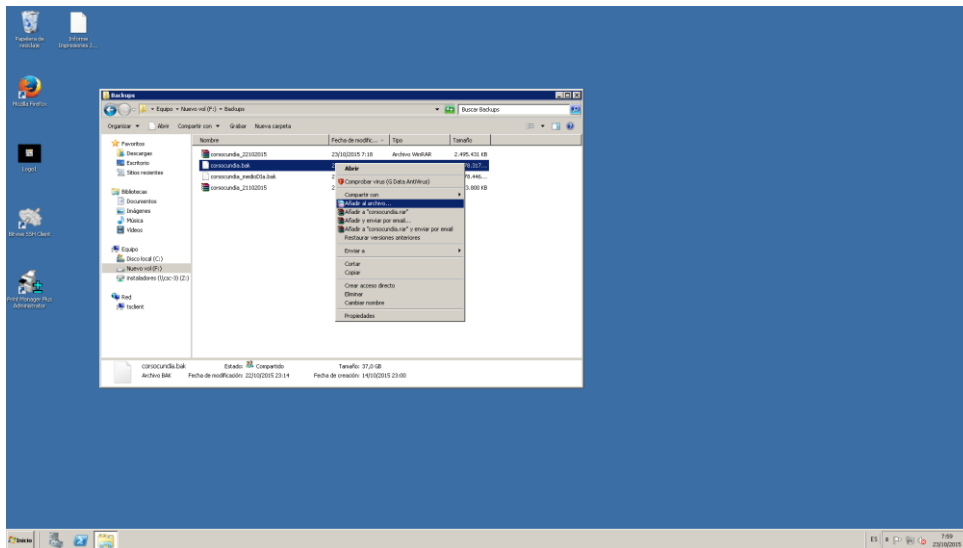 Papelera de reciclaje
Informe Impresiones 2...
Mozilla Firefox
Logo1
Bitvise SSH Client
Print Manager Plus Administrator
Backups
Equipo
Nuevo vol (F:)
Backups
Buscar Backups
Organizar
Abrir
Compartir con
Grabar
Nueva carpeta
Favoritos
Descargas
Escritorio
Sitios recientes
Bibliotecas
Documentos
Imágenes
Música
Vídeos
Equipo
Disco local (C:)
Nuevo vol (F:)
instaladores (\\csc-3) (Z:)
Red
tsclient
Nombre
Fecha de modific...
Tipo
Tamaño
corsocundia_22102015
23/10/2015 7:18
Archivo WinRAR
2.495.431 KB
corsocundia.bak
corsocundia_medioDia.bak
corsocundia_21102015
Abrir
Comprobar virus (G Data AntiVirus)
Compartir con
Añadir al archivo...
Añadir a "corsocundia.rar"
Añadir y enviar por email...
Añadir a "corsocundia.rar" y enviar por email
Restaurar versiones anteriores
Enviar a
Cortar
Copiar
Crear acceso directo
Eliminar
Cambiar nombre
Propiedades
corsocundia.bak
Estado: Compartido
Tamaño: 37,0 GB
Archivo BAK
Fecha de modificación: 22/10/2015 23:14
Fecha de creación: 14/10/2015 23:00
Inicio
ES
7:59
23/10/2015